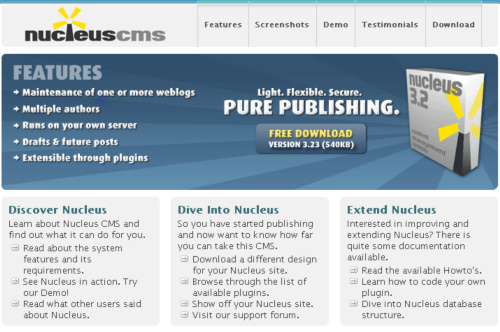 nucleuscms
Features
Screenshots
Demo
Testimonials
Download
FEATURES
Maintenance of one or more weblogs
Multiple authors
Runs on your own server
Drafts & future posts
Extensible through plugins
Light. Flexible. Secure.
PURE PUBLISHING.
FREE DOWNLOAD
VERSION 3.23 (540KB)
nucleus
3.2
content
management
Discover Nucleus
Learn about Nucleus CMS and
find out what it can do for you.
Read about the system
features and its
requirements.
See Nucleus in action. Try
our Demo!
Read what other users said
about Nucleus.
Dive Into Nucleus
So you have started publishing
and now want to know how far
you can take this CMS.
Download a different design
for your Nucleus site.
Browse through the list of
available plugins.
Show off your Nucleus site.
Visit our support forum.
Extend Nucleus
Interested in improving and
extending Nucleus? There is
quite some documentation
available.
Read the available Howto's.
Learn how to code your own
plugin.
Dive into Nucleus database
structure.